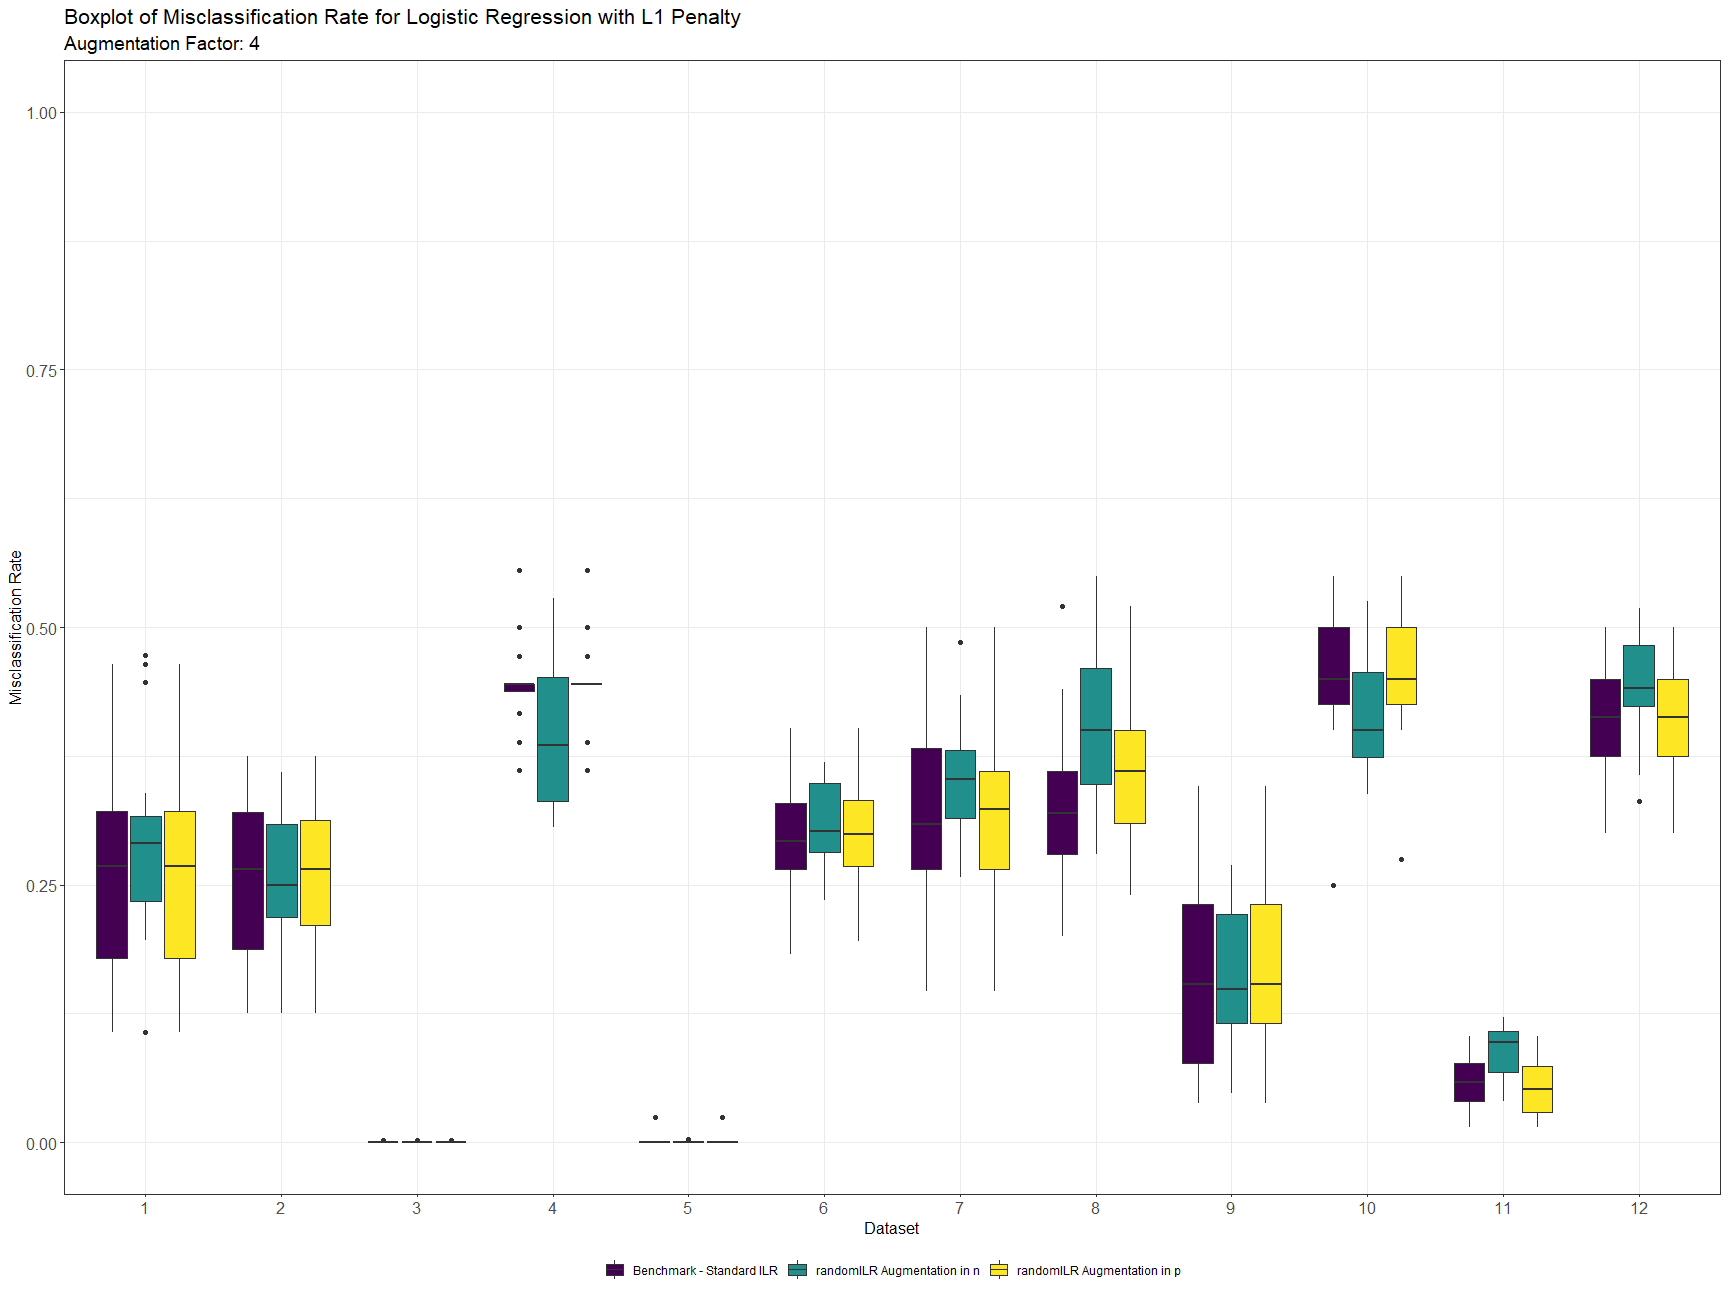 Boxplot of Misclassification Rate for Logistic Regression with L1 Penalty
Augmentation Factor: 4
Misclassification Rate
1.00
0.75
0.50
0.25
0.00
1 2 3 4 5 6 7 8 9 10 11 12
Dataset
Benchmark - Standard ILR randomILR Augmentation in n randomILR Augmentation in p